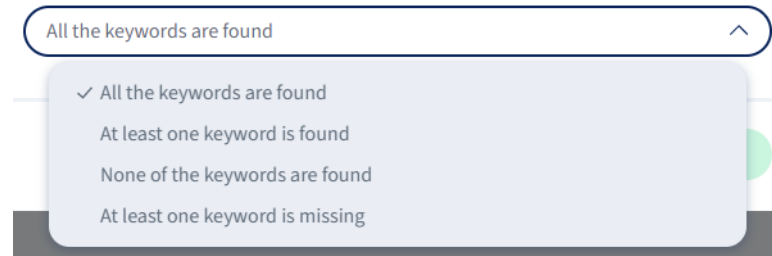 All the keywords are found
All the keywords are found
At least one keyword is found
None of the keywords are found
At least one keyword is missing